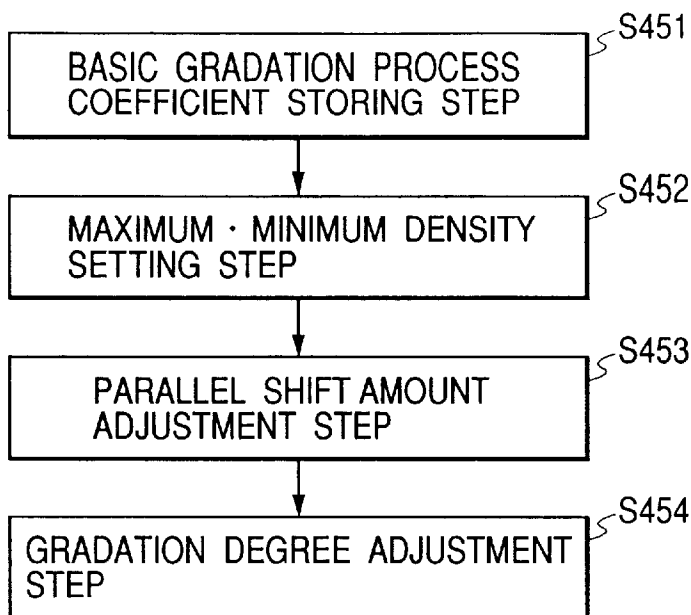 S451
BASIC GRADATION PROCESS
COEFFICIENT STORING STEP
S452
MAXIMUM · MINIMUM DENSITY
SETTING STEP
S453
PARALLEL SHIFT AMOUNT
ADJUSTMENT STEP
S454
GRADATION DEGREE ADJUSTMENT
STEP